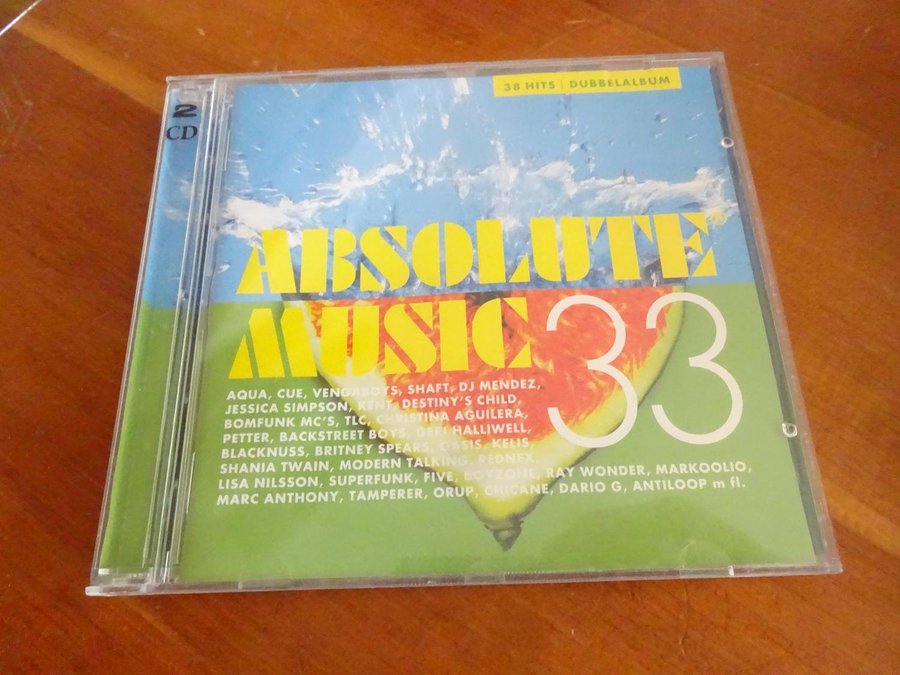 2
CD
38 HITS | DUBBELALBUM
ABSOLUTE®
MUSIC 33
AQUA, CUE, VENGABOYS, SHAFT, DJ MENDEZ,
JESSICA SIMPSON, KENT, DESTINY'S CHILD,
BOMFUNK MC'S, TLC, CHRISTINA AGUILERA,
PETTER, BACKSTREET BOYS, GERI HALLIWELL,
BLACKNUSS, BRITNEY SPEARS, OASIS, KELIS,
SHANIA TWAIN, MODERN TALKING, REDNEX,
LISA NILSSON, SUPERFUNK, FIVE, BOYZONE, RAY WONDER, MARKOOLIO,
MARC ANTHONY, TAMPERER, ORUP, CHICANE, DARIO G, ANTILOOP m fl.